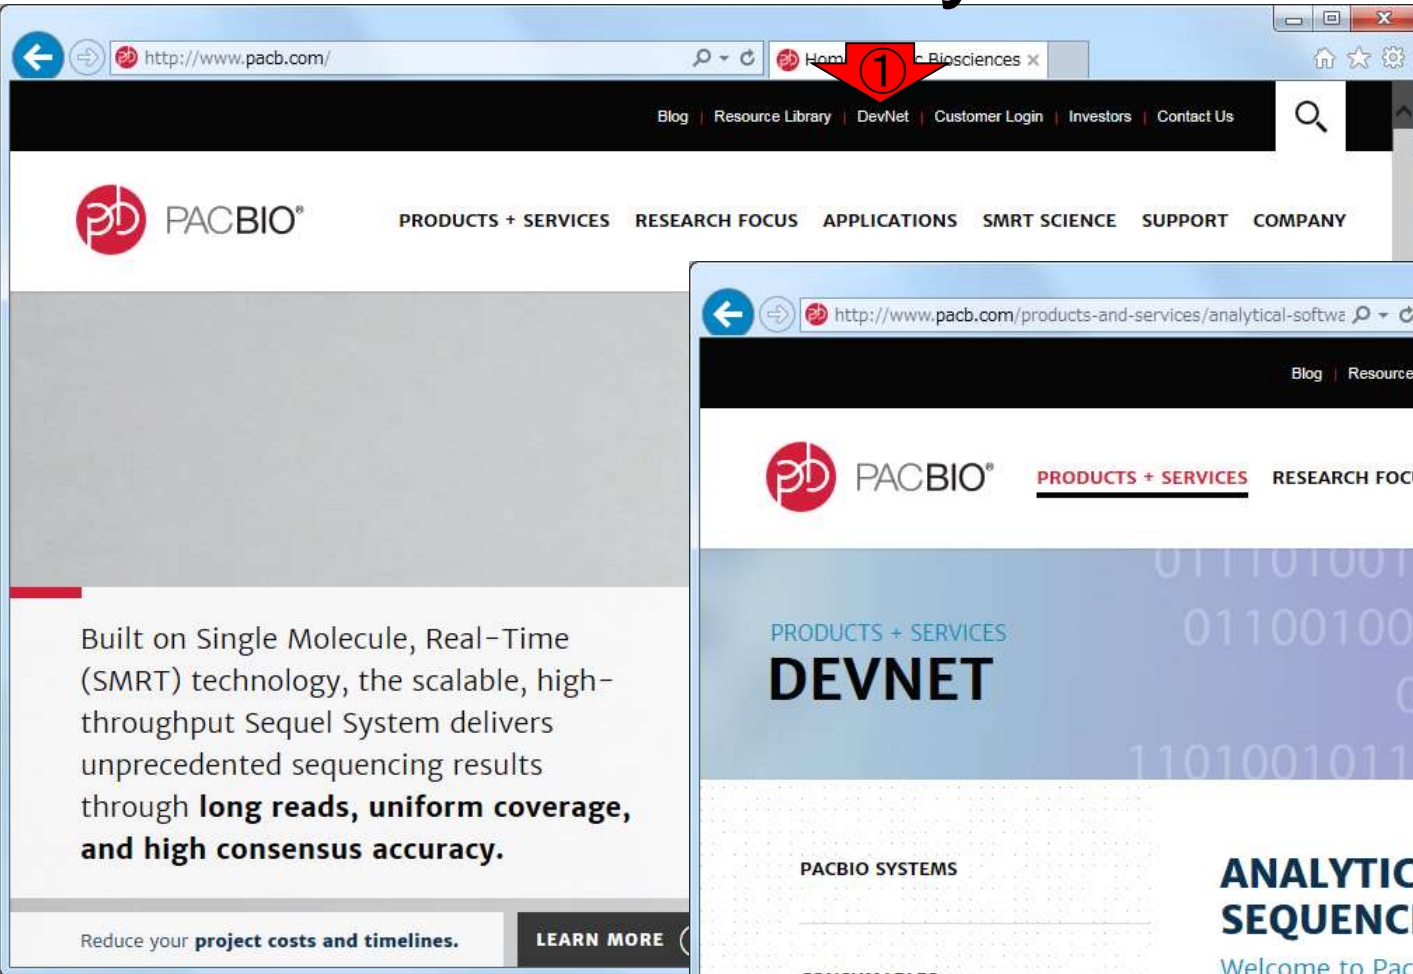 http://www.pacb.com/
Biosciences
①
Blog | Resource Library | DevNet | Customer Login | Investors | Contact Us
PACBIO®
PRODUCTS + SERVICES RESEARCH FOCUS APPLICATIONS SMRT SCIENCE SUPPORT COMPANY
Built on Single Molecule, Real-Time
(SMRT) technology, the scalable, high-
throughput Sequel System delivers
unprecedented sequencing results
through long reads, uniform coverage,
and high consensus accuracy.
Reduce your project costs and timelines.
LEARN MORE
http://www.pacb.com/products-and-services/analytical-softwa
Blog | Resource
PACBIO®
PRODUCTS + SERVICES RESEARCH FOC
011101001
01100100
0
1101001011
PRODUCTS + SERVICES
DEVNET
PACBIO SYSTEMS
ANALYTIC
SEQUENC
Welcome to Pac